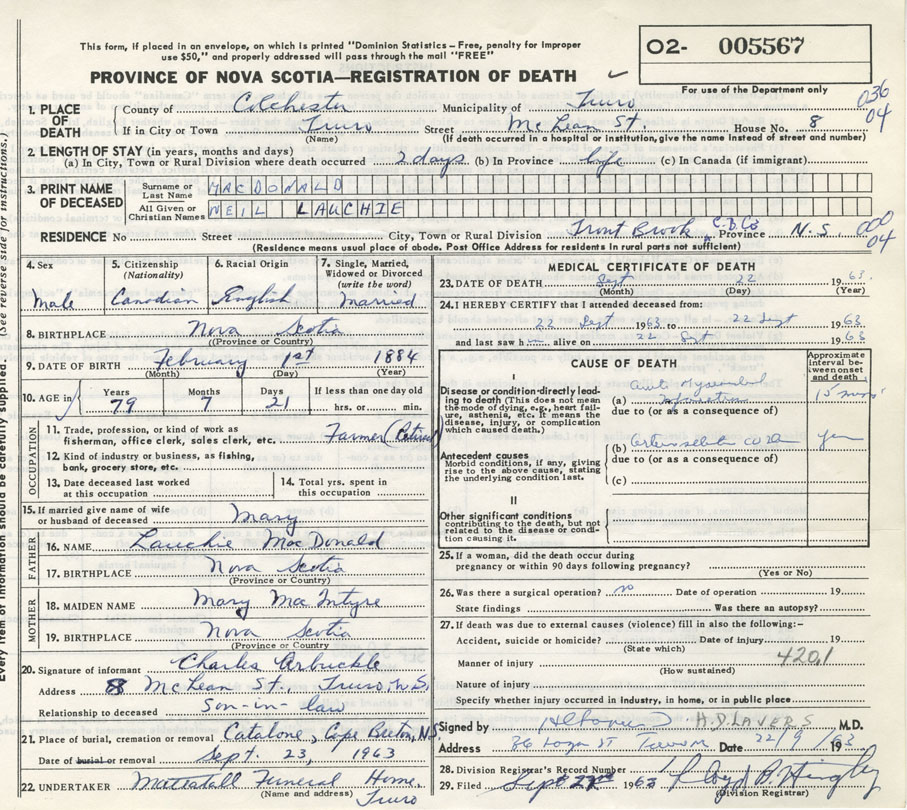 This form, if placed in an envelope, on which is printed "Dominion Statistics - Free, penalty for improper
use $50," and properly addressed will pass through the mail "FREE"
O2- 005567
PROVINCE OF NOVA SCOTIA—REGISTRATION OF DEATH
For use of the Department only
036
04
1. PLACE OF DEATH County of Colchester Municipality of Truro
If in City or Town Truro Street McLean St House No. 8
(Name) (If death occurred in a hospital or institution, give the name instead of street and number)
2. LENGTH OF STAY (in years, months and days)
(a) In City, Town or Rural Division where death occurred 2 days (b) In Province life (c) In Canada (if immigrant)
3. PRINT NAME OF DECEASED Surname or Last Name MACDONALD
All Given or Christian Names NEIL LAUCHIE
RESIDENCE No Street City, Town or Rural Division Trout Brook C.B.Co Province N.S 000 04
(Residence means usual place of abode. Post Office Address for residents in rural parts not sufficient)
Every item of information should be carefully supplied. (See reverse side for instructions.)
4. Sex Male
5. Citizenship (Nationality) Canadian
6. Racial Origin English
7. Single, Married, Widowed or Divorced (write the word) Married
8. BIRTHPLACE Nova Scotia
(Province or Country)
9. DATE OF BIRTH February 1st 1884
(Month) (Day) (Year)
10. AGE in Years 79 Months 7 Days 21 If less than one day old hrs. or min.
OCCUPATION
11. Trade, profession, or kind of work as fisherman, office clerk, sales clerk, etc. Farmer (Retired
12. Kind of industry or business, as fishing, bank, grocery store, etc.
13. Date deceased last worked at this occupation
14. Total yrs. spent in this occupation
15. If married give name of wife or husband of deceased Mary
FATHER
16. NAME Lauchie MacDonald
17. BIRTHPLACE Nova Scotia
(Province or Country)
MOTHER
18. MAIDEN NAME Mary MacIntyre
19. BIRTHPLACE Nova Scotia
(Province or Country
20. Signature of informant Charles Arbuckle
Address 8 McLean St., Truro, N.S.
Relationship to deceased Son-in-law
21. Place of burial, cremation or removal Catalone, Cape Breton, N.S
Date of burial or removal Sept. 23, 1963
22. UNDERTAKER Mattatall Funeral Home,
(Name and address) Truro
MEDICAL CERTIFICATE OF DEATH
23. DATE OF DEATH Sept 22 1963
(Month) (Day) (Year)
24. I HEREBY CERTIFY that I attended deceased from:
22 Sept 1963 to 22 Sept 1963
and last saw him alive on 22 Sept 1963
CAUSE OF DEATH
Approximate interval between onset and death
I
Disease or condition directly leading to death (This does not mean the mode of dying, e.g., heart failure, asthenia, etc. It means the disease, injury, or complication which caused death.)
(a) Acute Myocardial Infarction 15 mins
due to (or as a consequence of)
Antecedent causes
Morbid conditions, if any, giving rise to the above cause, stating the underlying condition last.
(b)
due to (or as a consequence of)
(c)
II
Other significant conditions
contributing to the death, but not related to the disease or condition causing it.
25. If a woman, did the death occur during pregnancy or within 90 days following pregnancy?
(Yes or No)
26. Was there a surgical operation? no Date of operation 19
State findings Was there an autopsy?
27. If death was due to external causes (violence) fill in also the following:-
Accident, suicide or homicide? Date of injury 19
(State which)
Manner of injury 420.1
(How sustained)
Nature of injury
Specify whether injury occurred in industry, in home, or in public place
Signed by H.D. LAVERS M.D.
Address 86 St Truro Date 22/9 1963
28. Division Registrar's Record Number
29. Filed Sept 1963 Floyd B. Hingley
(Division Registrar)